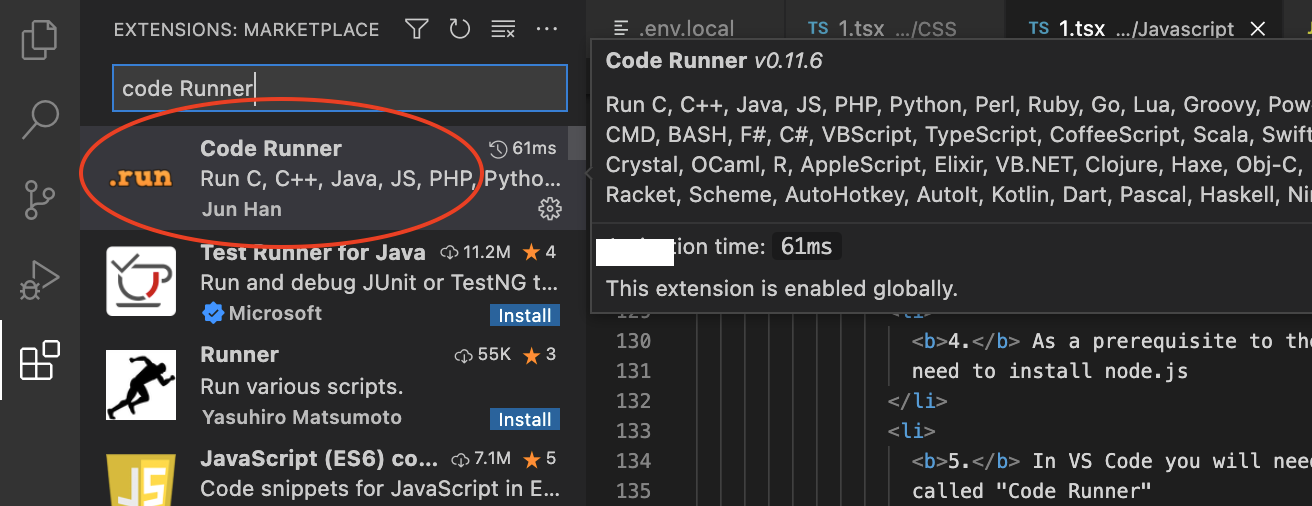 EXTENSIONS: MARKETPLACE
code Runner
.run
Code Runner
61ms
Run C, C++, Java, JS, PHP, Pytho...
Jun Han
Test Runner for Java
11.2M
4
Run and debug JUnit or TestNG t...
Microsoft
Install
Runner
55K
3
Run various scripts.
Yasuhiro Matsumoto
Install
JS
JavaScript (ES6) co...
7.1M
5
Code snippets for JavaScript in E...
.env.local
TS 1.tsx .../CSS
TS 1.tsx .../Javascript
Code Runner v0.11.6
Run C, C++, Java, JS, PHP, Python, Perl, Ruby, Go, Lua, Groovy, Pow
CMD, BASH, F#, C#, VBScript, TypeScript, CoffeeScript, Scala, Swift
Crystal, OCaml, R, AppleScript, Elixir, VB.NET, Clojure, Haxe, Obj-C,
Racket, Scheme, AutoHotkey, AutoIt, Kotlin, Dart, Pascal, Haskell, Ni
time: 61ms
This extension is enabled globally.
129 <li>
130 <b>4.</b> As a prerequisite to the
131 need to install node.js
132 </li>
133 <li>
134 <b>5.</b> In VS Code you will need
135 called "Code Runner"